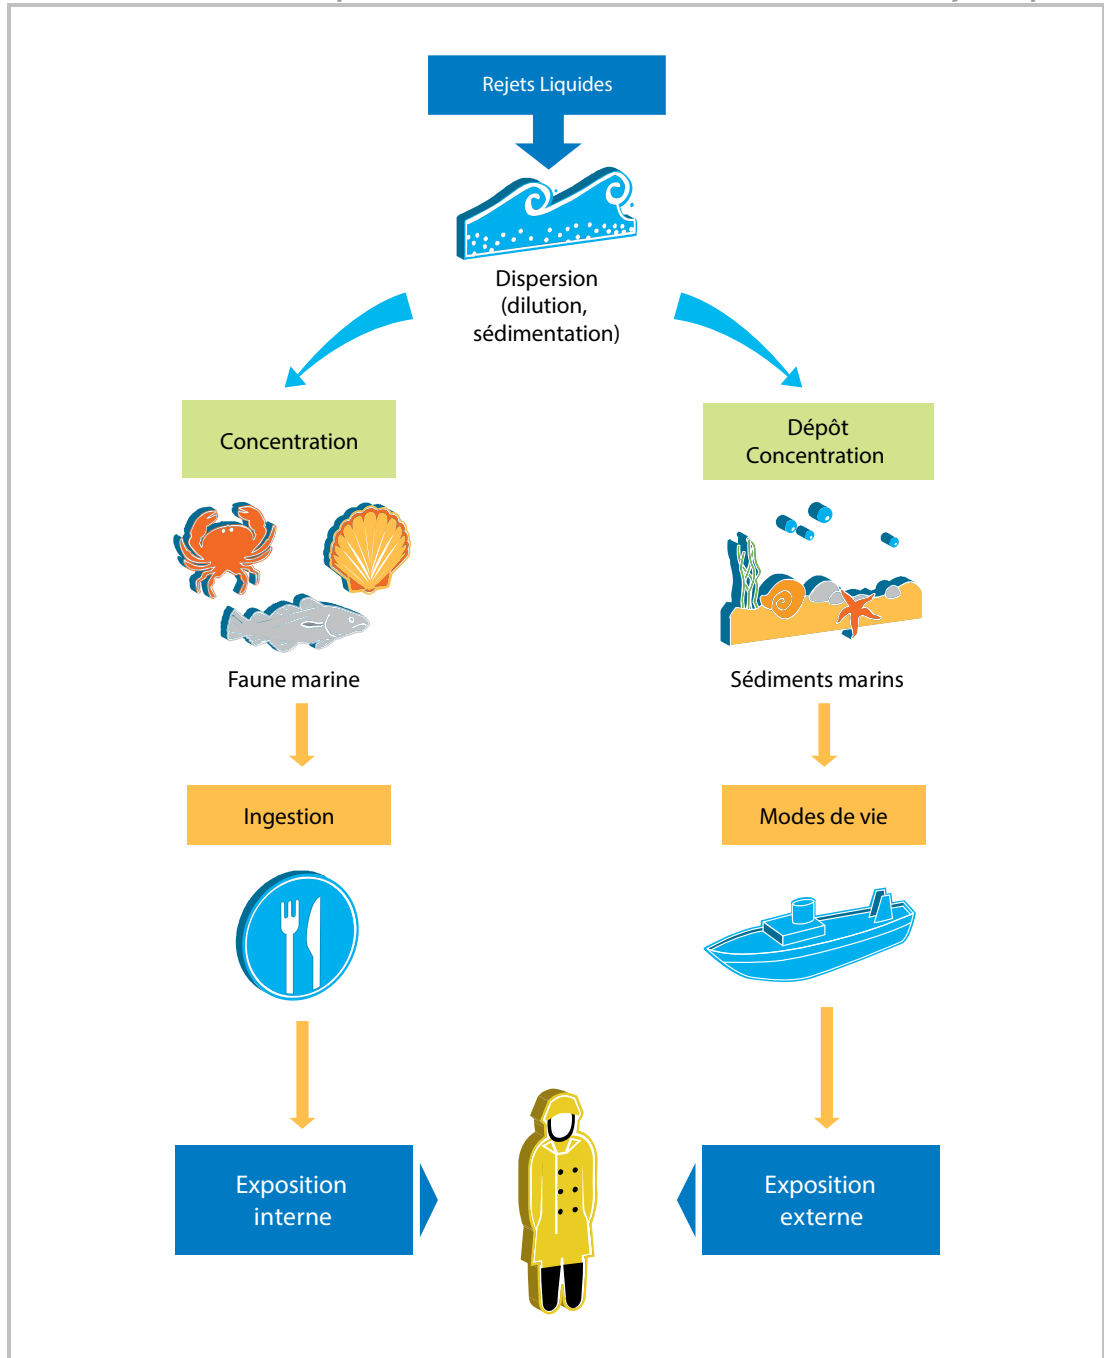 Rejets Liquides
Dispersion
(dilution,
sédimentation)
Concentration
Dépôt
Concentration
Faune marine
Sédiments marins
Ingestion
Modes de vie
Exposition
interne
Exposition
externe